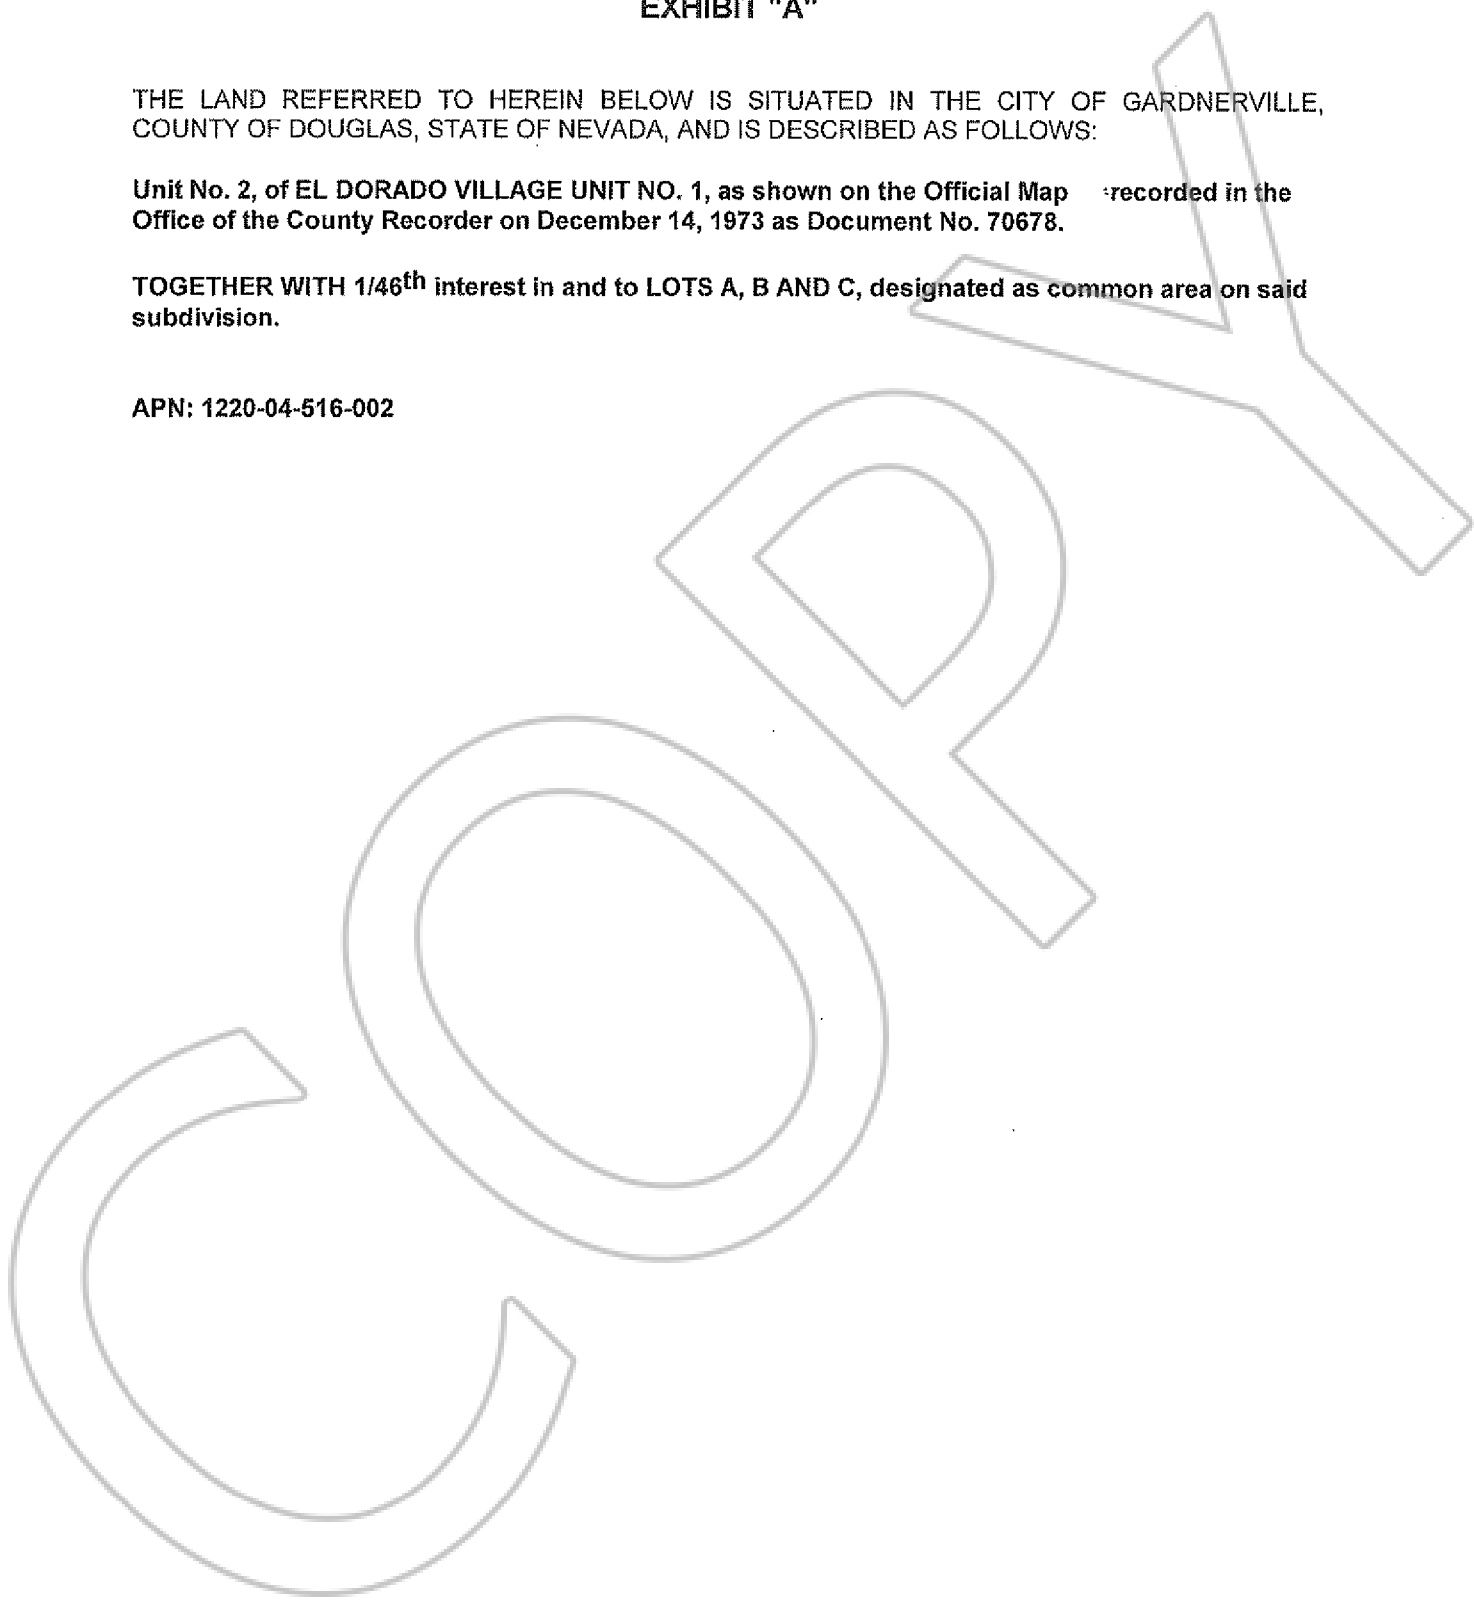 EXHIBIT "A"
THE LAND REFERRED TO HEREIN BELOW IS SITUATED IN THE CITY OF GARDNERVILLE,
COUNTY OF DOUGLAS, STATE OF NEVADA, AND IS DESCRIBED AS FOLLOWS:
Unit No. 2, of EL DORADO VILLAGE UNIT NO. 1, as shown on the Official Map recorded in the
Office of the County Recorder on December 14, 1973 as Document No. 70678.
TOGETHER WITH 1/46th interest in and to LOTS A, B AND C, designated as common area on said
subdivision.
APN: 1220-04-516-002
COPY